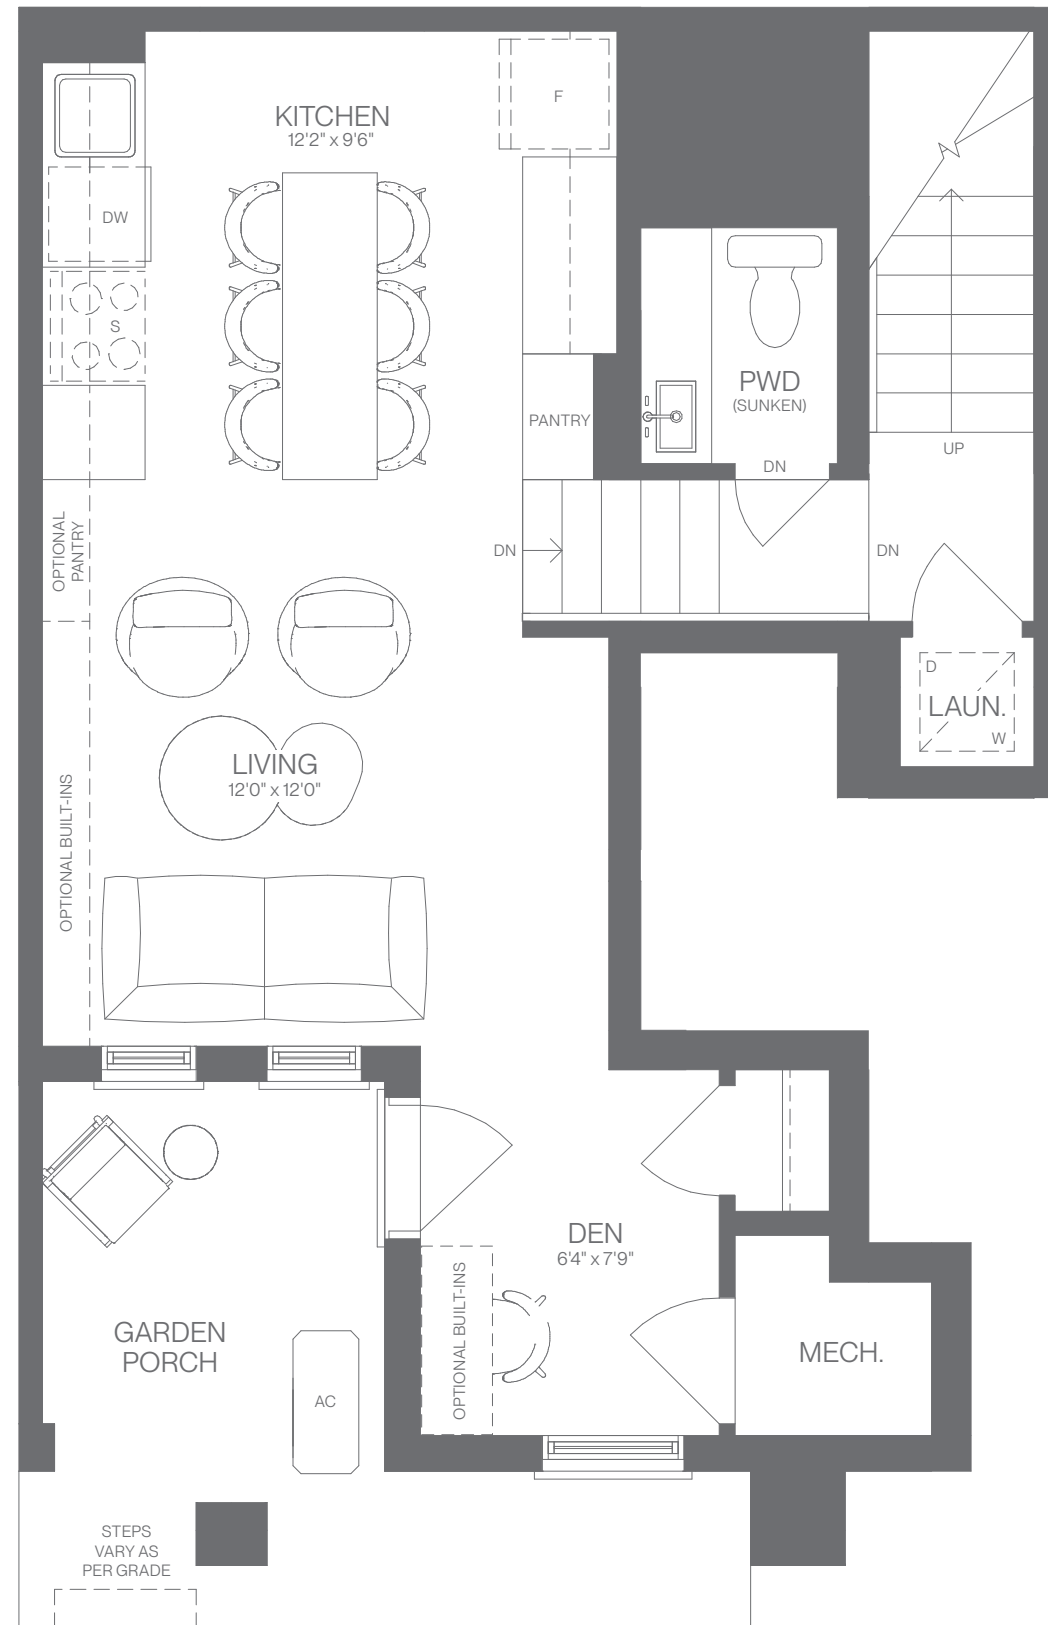 KITCHEN
12'2" x 9'6"
F
DW
S
PWD
(SUNKEN)
PANTRY
UP
DN
DN
DN
OPTIONAL
PANTRY
D
LAUN.
W
LIVING
12'0" x 12'0"
OPTIONAL BUILT-INS
DEN
6'4" x 7'9"
OPTIONAL BUILT-INS
GARDEN
PORCH
MECH.
AC
STEPS
VARY AS
PER GRADE